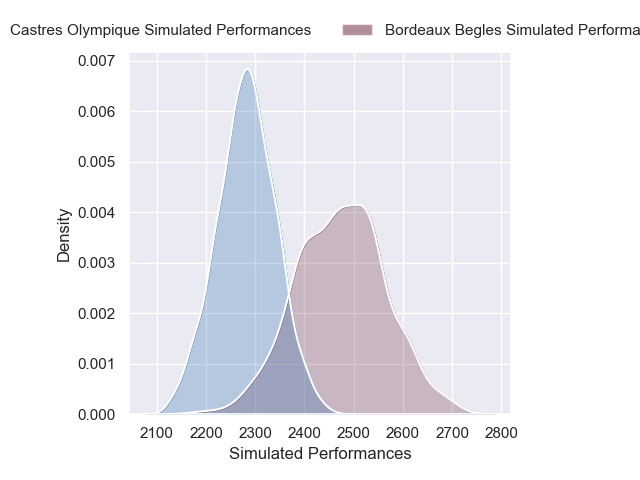 Castres Olympique Simulated Performances
Bordeaux Begles Simulated Performa
0.007
0.006
0.005
0.004
0.003
0.002
0.001
0.000
Density
2100 2200 2300 2400 2500 2600 2700 2800
Simulated Performances